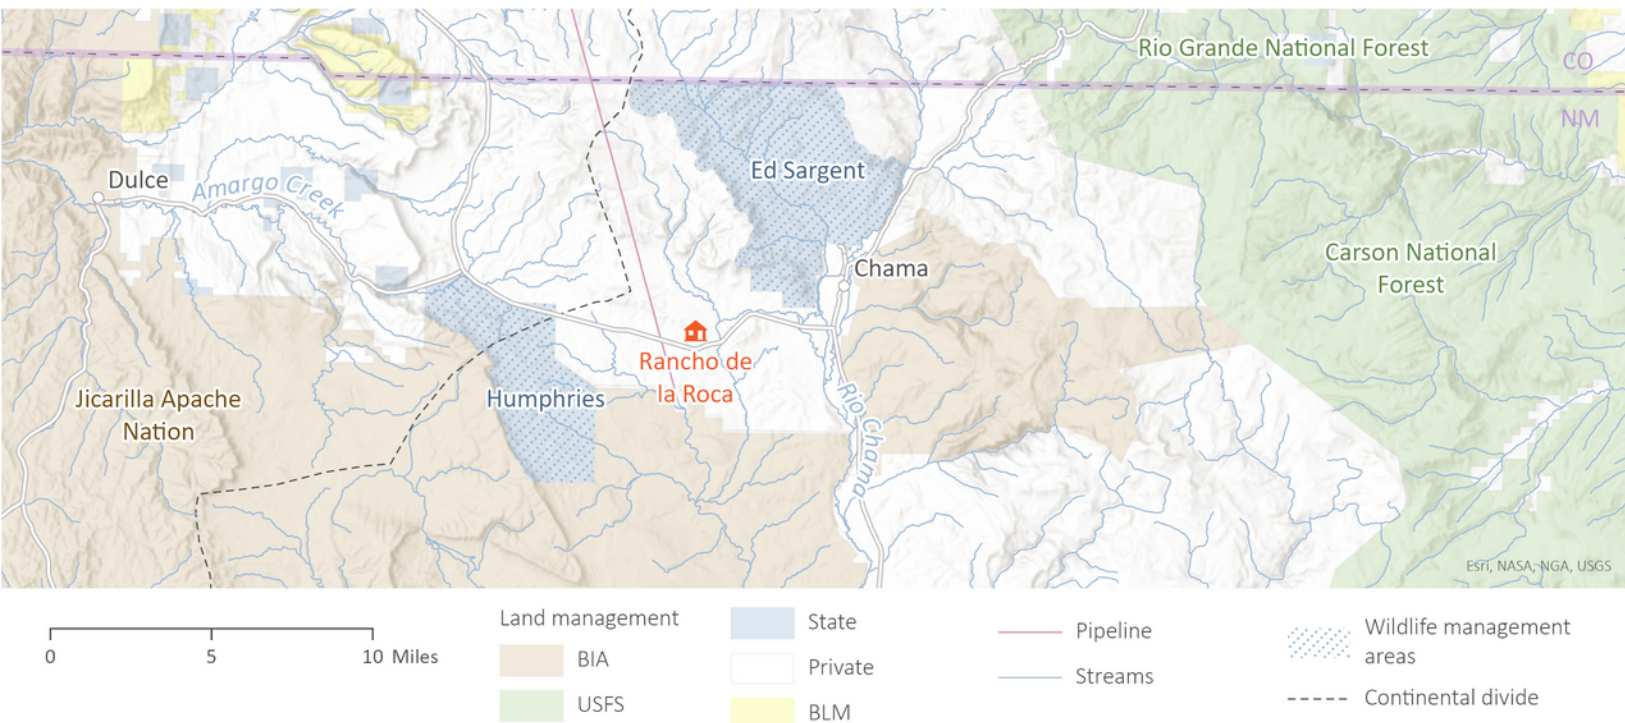 Rio Grande National Forest
CO
NM
Ed Sargent
Dulce
Amargo Creek
Carson National
Forest
Chama
Rancho de
la Roca
Jicarilla Apache
Nation
Humphries
Rio Chama
Esri, NASA, NGA, USGS
0 5 10 Miles
Land management
BIA
USFS
State
Private
BLM
Pipeline
Streams
Wildlife management
areas
Continental divide